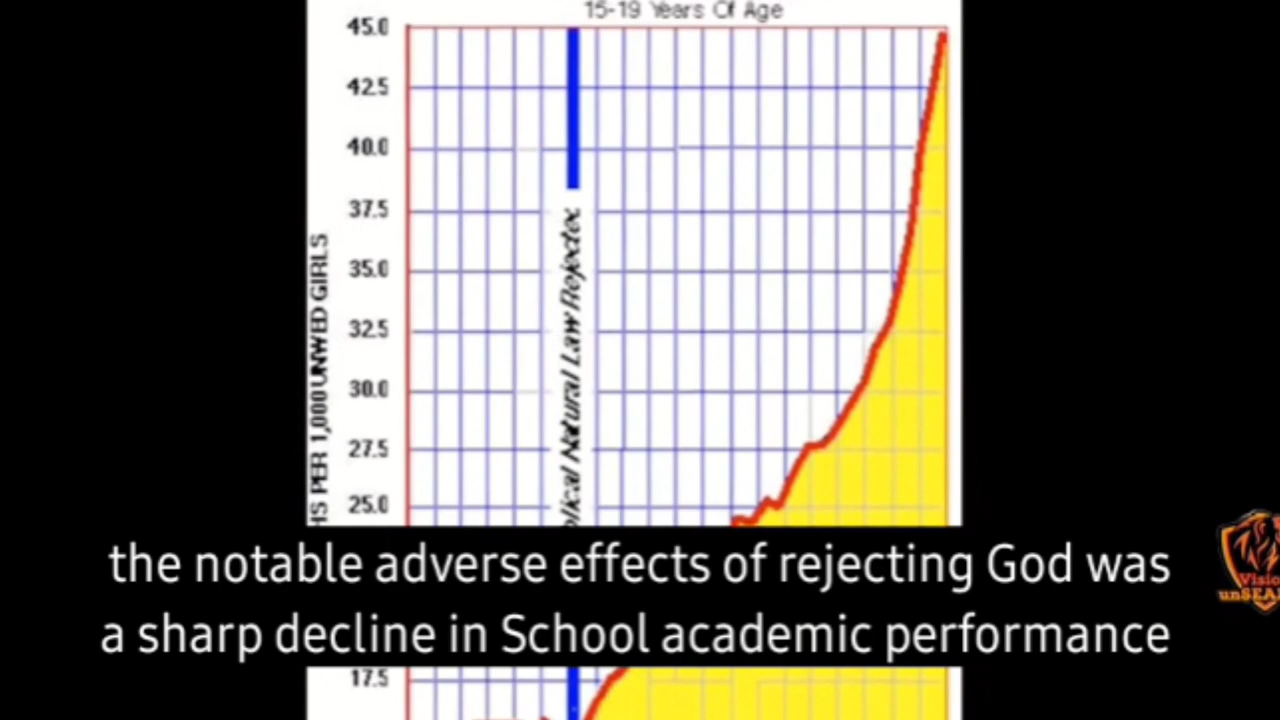 15-19 Years Of Age
45.0
42.5
40.0
37.5
35.0
32.5
30.0
27.5
25.0
17.5
PER 1,000 UNWED GIRLS
Natural Law Rejected
the notable adverse effects of rejecting God was
a sharp decline in School academic performance